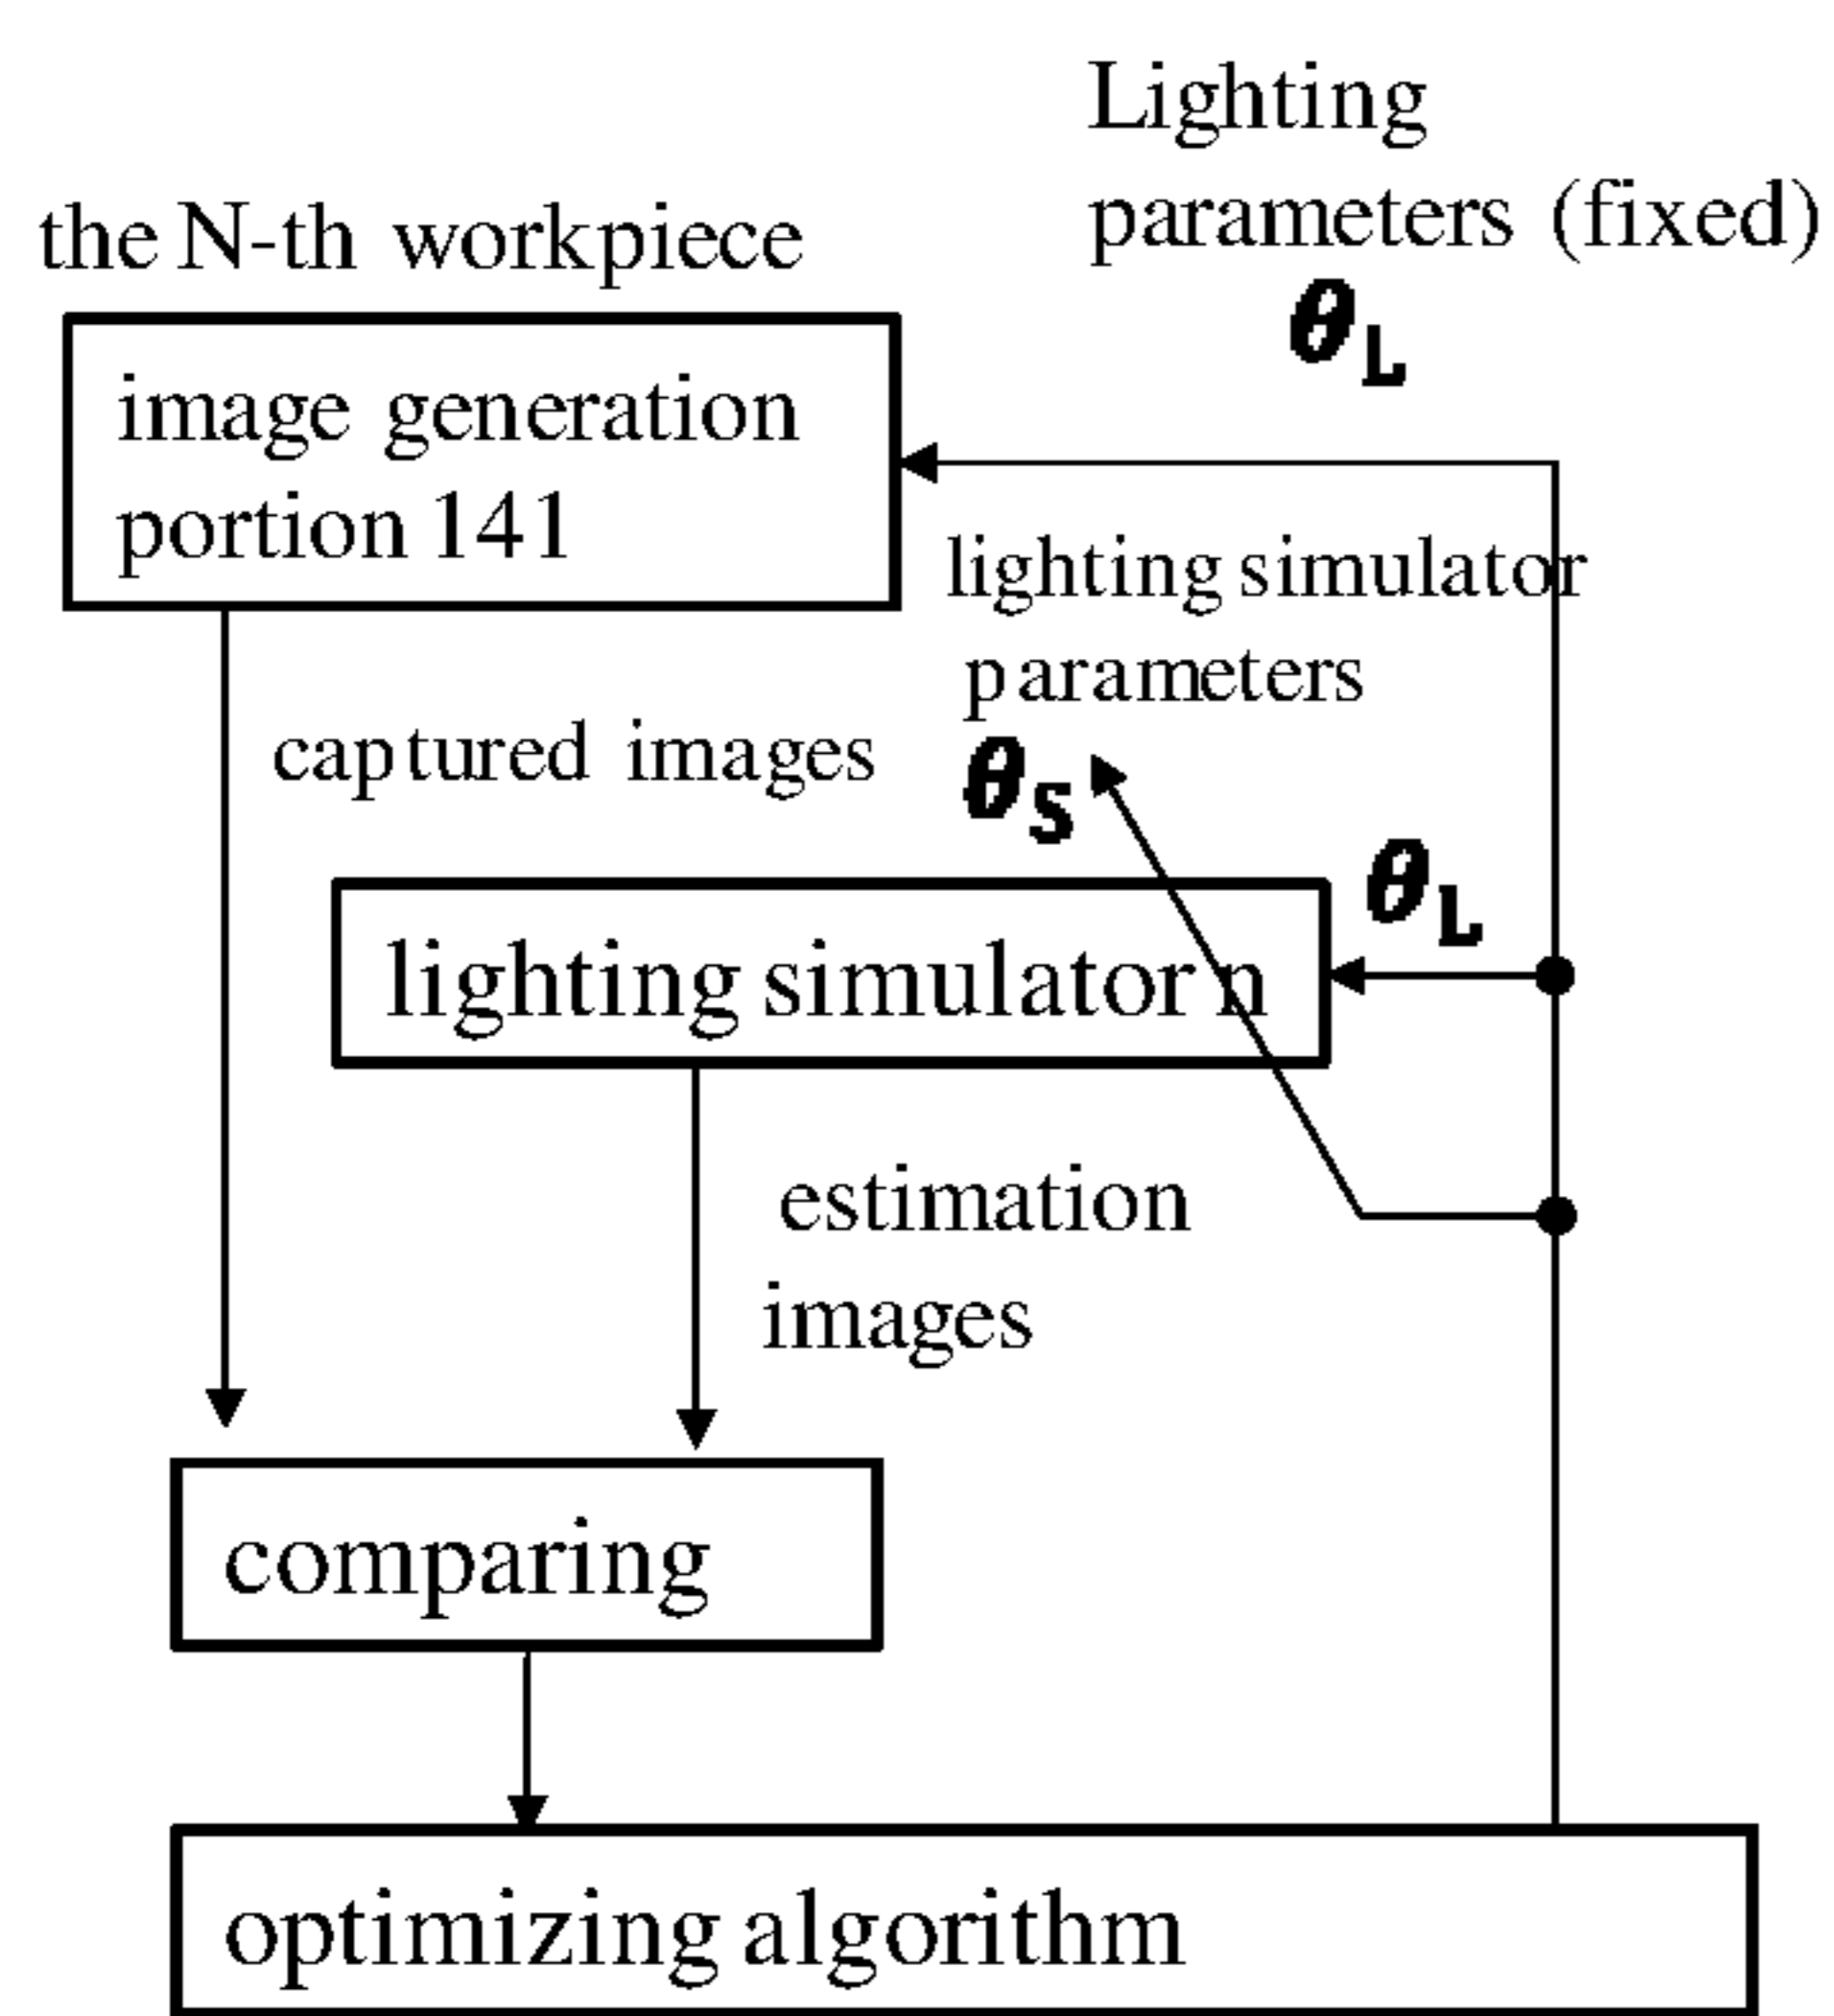 Lighting
parameters (fixed)
θL
the N-th workpiece
image generation
portion 141
lighting simulator
parameters
θS
captured images
θL
lighting simulator n
estimation
images
comparing
optimizing algorithm